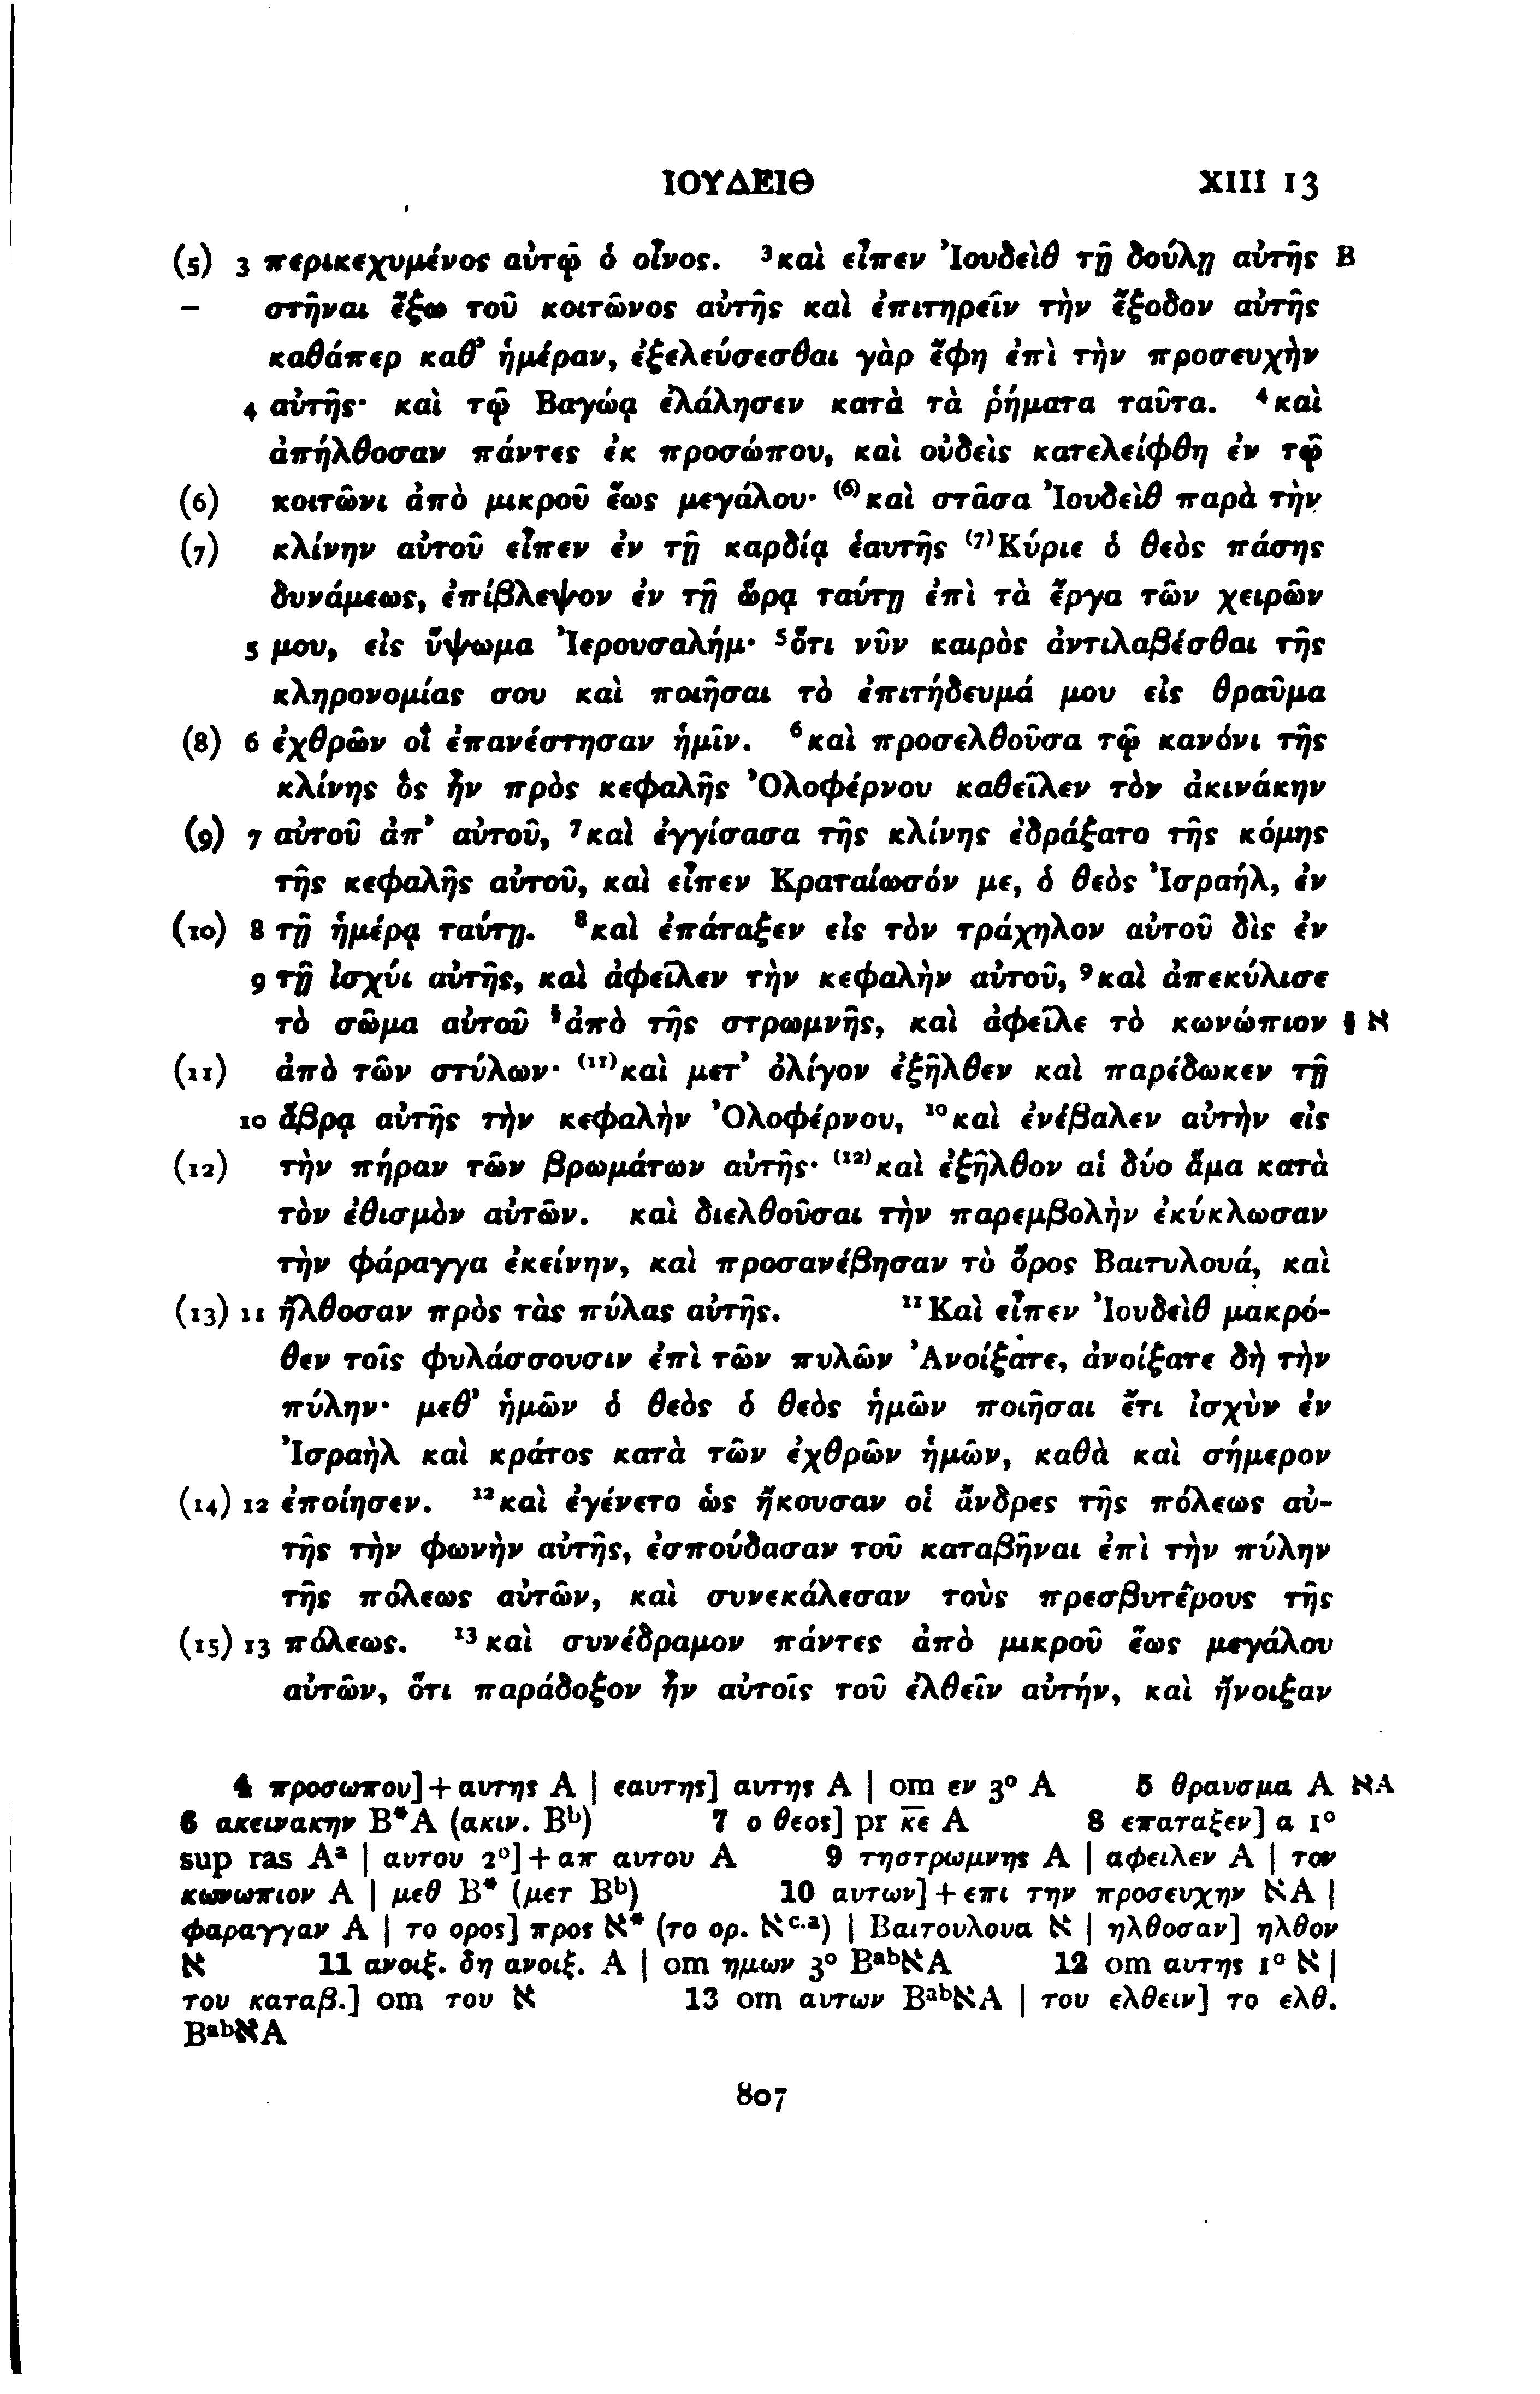 ΙΟΥΔΕΙΘ XIII 13
(5) 3 περικεχυμένος αὐτῷ ὁ οἶνος. ³καὶ εἶπεν Ἰουδεὶθ τῇ δούλῃ αὐτῆς B
– στῆναι ἔξω τοῦ κοιτῶνος αὐτῆς καὶ ἐπιτηρεῖν τὴν ἔξοδον αὐτῆς
καθάπερ καθ᾽ ἡμέραν, ἐξελεύσεσθαι γὰρ ἔφη ἐπὶ τὴν προσευχὴν
4 αὐτῆς· καὶ τῷ Βαγώᾳ ἐλάλησεν κατὰ τὰ ῥήματα ταῦτα. ⁴καὶ
ἀπήλθοσαν πάντες ἐκ προσώπου, καὶ οὐδεὶς κατελείφθη ἐν τῷ
(6) κοιτῶνι ἀπὸ μικροῦ ἕως μεγάλου· ⁽⁶⁾καὶ στᾶσα Ἰουδεὶθ παρὰ τὴν
(7) κλίνην αὐτοῦ εἶπεν ἐν τῇ καρδίᾳ ἑαυτῆς ⁽⁷⁾Κύριε ὁ θεὸς πάσης
δυνάμεως, ἐπίβλεψον ἐν τῇ ὥρᾳ ταύτῃ ἐπὶ τὰ ἔργα τῶν χειρῶν
5 μου, εἰς ὕψωμα Ἰερουσαλήμ· ⁵ὅτι νῦν καιρὸς ἀντιλαβέσθαι τῆς
κληρονομίας σου καὶ ποιῆσαι τὸ ἐπιτήδευμά μου εἰς θραῦμα
(8) 6 ἐχθρῶν οἳ ἐπανέστησαν ἡμῖν. ⁶καὶ προσελθοῦσα τῷ κανόνι τῆς
κλίνης ὃς ἦν πρὸς κεφαλῆς Ὀλοφέρνου καθεῖλεν τὸν ἀκινάκην
(9) 7 αὐτοῦ ἀπ᾽ αὐτοῦ, ⁷καὶ ἐγγίσασα τῆς κλίνης ἐδράξατο τῆς κόμης
τῆς κεφαλῆς αὐτοῦ, καὶ εἶπεν Κραταίωσόν με, ὁ θεὸς Ἰσραήλ, ἐν
(10) 8 τῇ ἡμέρᾳ ταύτῃ. ⁸καὶ ἐπάταξεν εἰς τὸν τράχηλον αὐτοῦ δὶς ἐν
9 τῇ ἰσχύι αὐτῆς, καὶ ἀφεῖλεν τὴν κεφαλὴν αὐτοῦ, ⁹καὶ ἀπεκύλισε
τὸ σῶμα αὐτοῦ §ἀπὸ τῆς στρωμνῆς, καὶ ἀφεῖλε τὸ κωνώπιον § א
(11) ἀπὸ τῶν στύλων· ⁽¹¹⁾καὶ μετ᾽ ὀλίγον ἐξῆλθεν καὶ παρέδωκεν τῇ
10 ἅβρᾳ αὐτῆς τὴν κεφαλὴν Ὀλοφέρνου, ¹⁰καὶ ἐνέβαλεν αὐτὴν εἰς
(12) τὴν πήραν τῶν βρωμάτων αὐτῆς· ⁽¹²⁾καὶ ἐξῆλθον αἱ δύο ἅμα κατὰ
τὸν ἐθισμὸν αὐτῶν. καὶ διελθοῦσαι τὴν παρεμβολὴν ἐκύκλωσαν
τὴν φάραγγα ἐκείνην, καὶ προσανέβησαν τὸ ὄρος Βαιτυλουά, καὶ
(13) 11 ἤλθοσαν πρὸς τὰς πύλας αὐτῆς. ¹¹Καὶ εἶπεν Ἰουδεὶθ μακρό-
θεν τοῖς φυλάσσουσιν ἐπὶ τῶν πυλῶν Ἀνοίξατε, ἀνοίξατε δὴ τὴν
πύλην· μεθ᾽ ἡμῶν ὁ θεὸς ὁ θεὸς ἡμῶν ποιῆσαι ἔτι ἰσχὺν ἐν
Ἰσραὴλ καὶ κράτος κατὰ τῶν ἐχθρῶν ἡμῶν, καθὰ καὶ σήμερον
(14) 12 ἐποίησεν. ¹²καὶ ἐγένετο ὡς ἤκουσαν οἱ ἄνδρες τῆς πόλεως αὐ-
τῆς τὴν φωνὴν αὐτῆς, ἐσπούδασαν τοῦ καταβῆναι ἐπὶ τὴν πύλην
τῆς πόλεως αὐτῶν, καὶ συνεκάλεσαν τοὺς πρεσβυτέρους τῆς
(15) 13 πόλεως. ¹³καὶ συνέδραμον πάντες ἀπὸ μικροῦ ἕως μεγάλου
αὐτῶν, ὅτι παράδοξον ἦν αὐτοῖς τοῦ ἐλθεῖν αὐτήν, καὶ ἤνοιξαν
4 προσωπου]+ αυτης A | εαυτης] αυτης A | om εν 3° A 5 θραυσμα A אA
6 ακεινακην B*A (ακιν. Bᵇ) 7 ο θεος] pr κ̅ε̅ A 8 επαταξεν] α 1°
sup ras Aᵃ | αυτου 2°]+απ αυτου A 9 τηστρωμνης A | αφειλεν A | τον
κωνωπιον A | μεθ B* (μετ Bᵇ) 10 αυτων]+επι την προσευχην אA |
φαραγγαν A | το ορος] προς א* (το ορ. אᶜ·ᵃ) | Βαιτουλουα א | ηλθοσαν] ηλθον
א 11 ανοιξ. δη ανοιξ. A | om ημων 3° BᵃᵇאA 12 om αυτης 1° א |
του καταβ.] om του א 13 om αυτων BᵃᵇאA | του ελθειν] το ελθ.
BᵃᵇאA
807